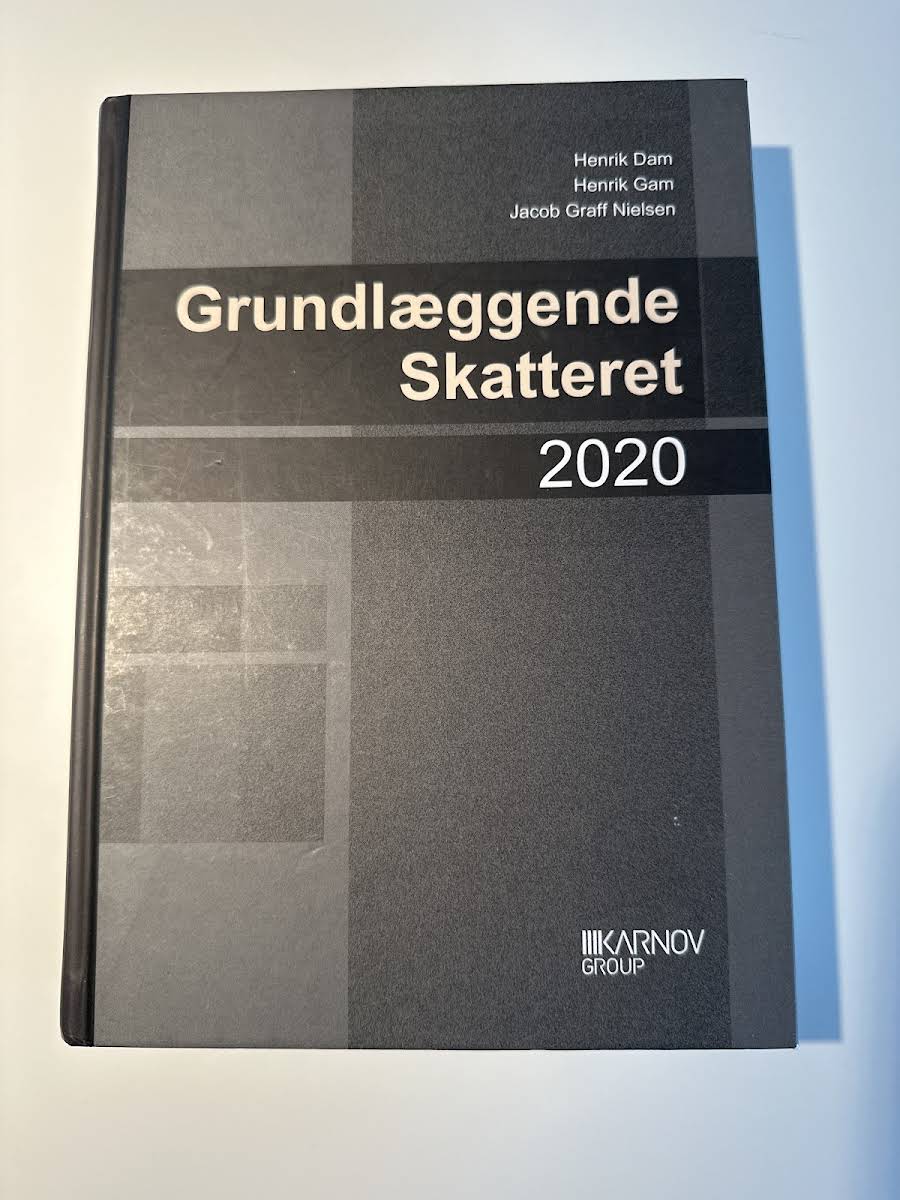 Henrik Dam
Henrik Gam
Jacob Graff Nielsen
Grundlæggende
Skatteret
2020
KARNOV
GROUP